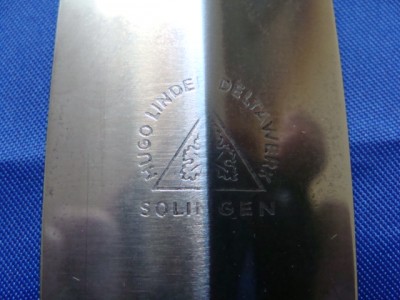 HUGO LINDER DELTAWERK
SOLINGEN